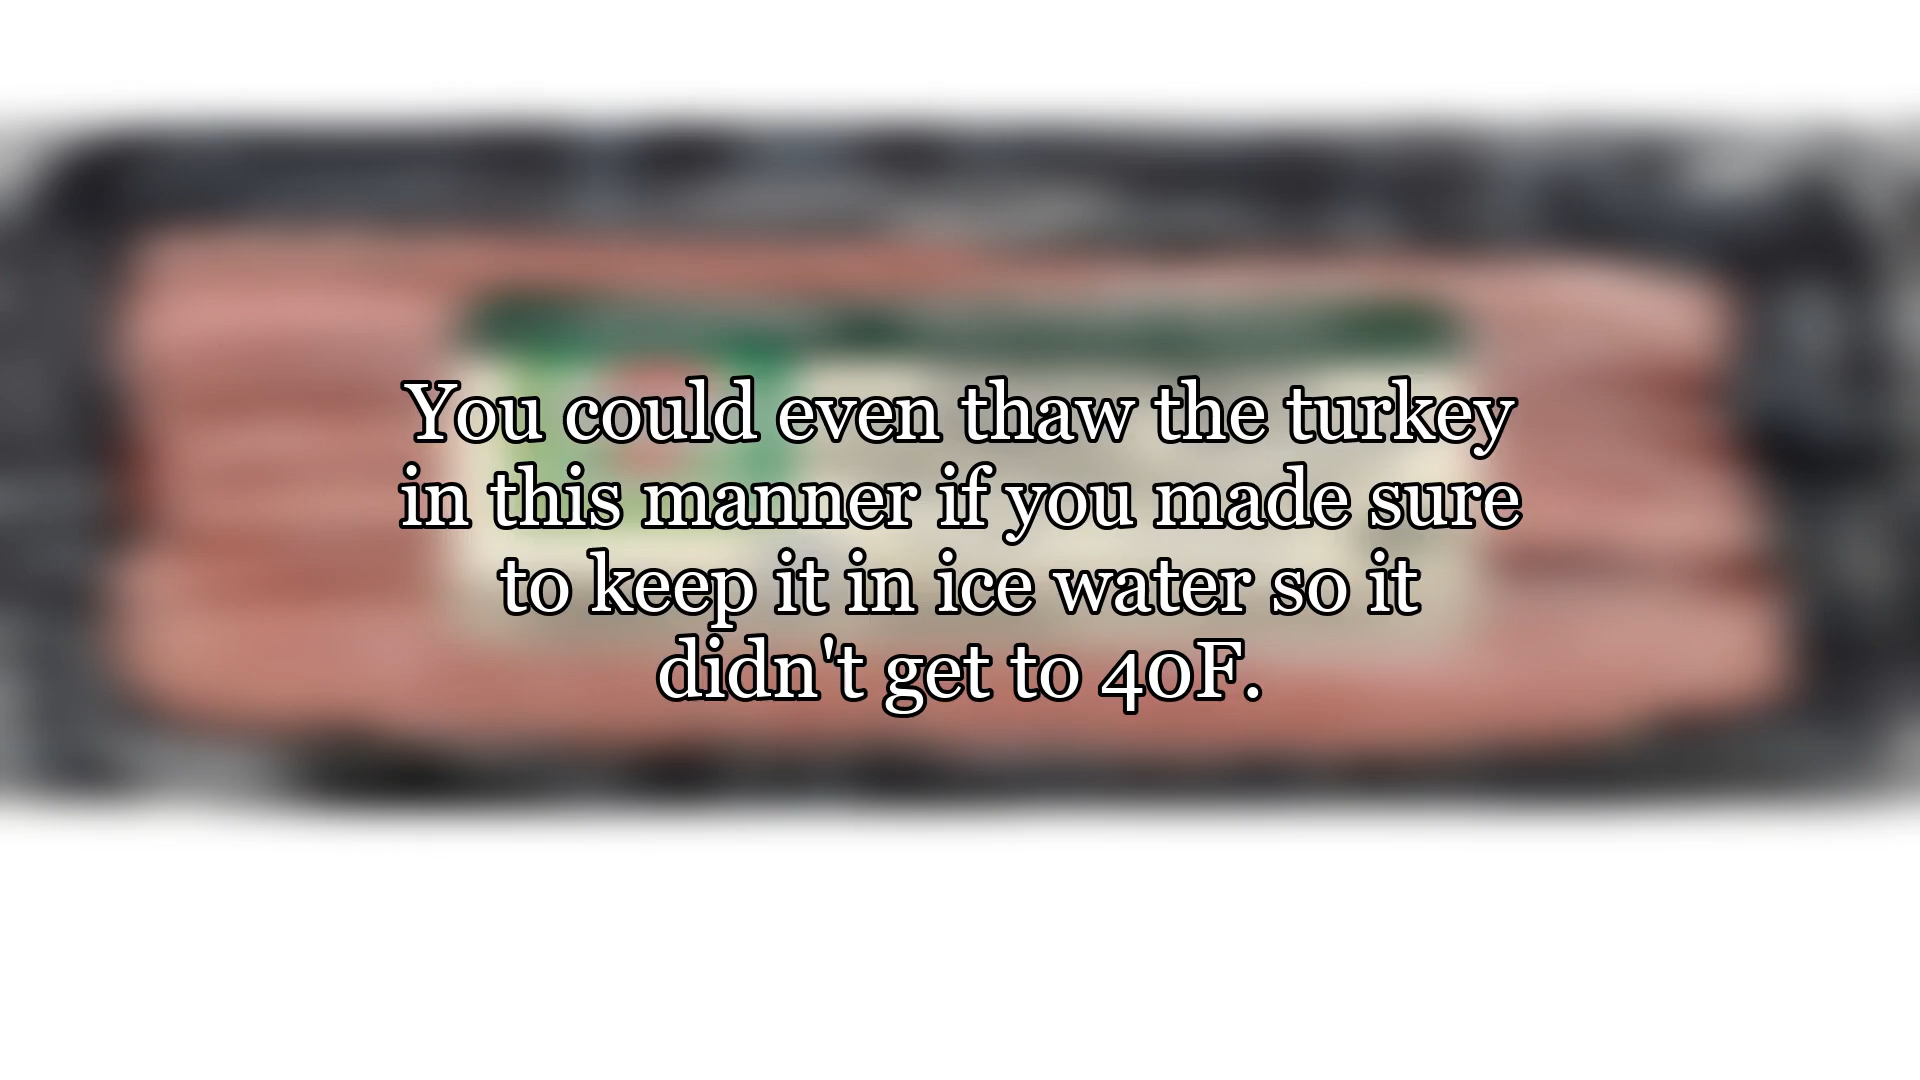 You could even thaw the turkey
in this manner if you made sure
to keep it in ice water so it
didn't get to 40F.